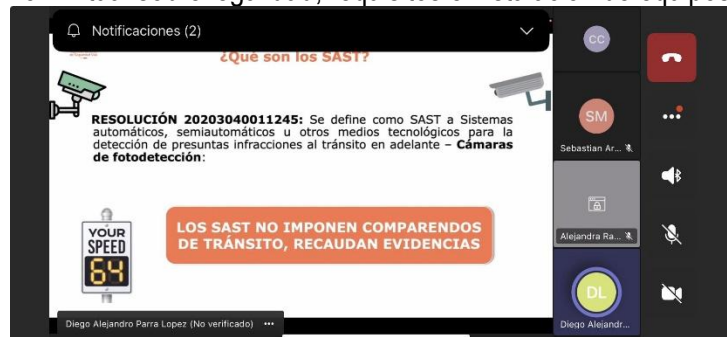 Notificaciones (2)
¿Qué son los SAST?
RESOLUCIÓN 20203040011245: Se define como SAST a Sistemas
automáticos, semiautomáticos u otros medios tecnológicos para la
detección de presuntas infracciones al tránsito en adelante – Cámaras
de fotodetección:
YOUR
SPEED
64
LOS SAST NO IMPONEN COMPARENDOS
DE TRÁNSITO, RECAUDAN EVIDENCIAS
Diego Alejandro Parra Lopez (No verificado) •••
CC
SM
Sebastian Ar...
Alejandra Ra...
DL
Diego Alejandr...